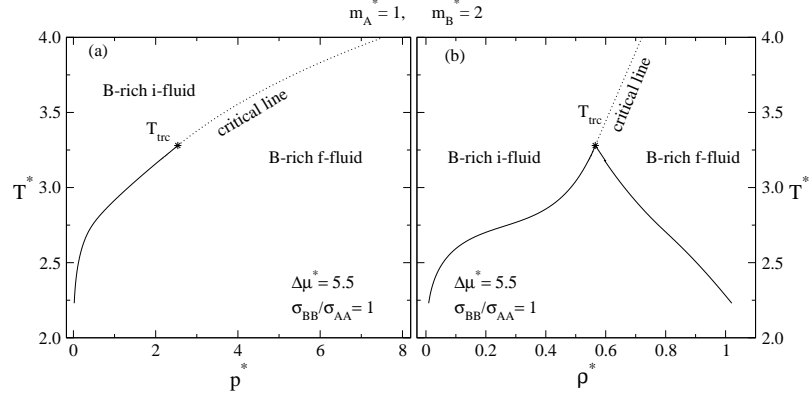 m_A^* = 1, m_B^* = 2
(a)
B-rich i-fluid
T_trc
critical line
B-rich f-fluid
Δμ^* = 5.5
σ_BB/σ_AA = 1
T^*
4.0
3.5
3.0
2.5
2.0
0 2 4 6 8
p^*
(b)
T_trc
critical line
B-rich i-fluid
B-rich f-fluid
Δμ^* = 5.5
σ_BB/σ_AA = 1
4.0
3.5
3.0
2.5
2.0
T^*
0 0.2 0.4 0.6 0.8 1
ρ^*